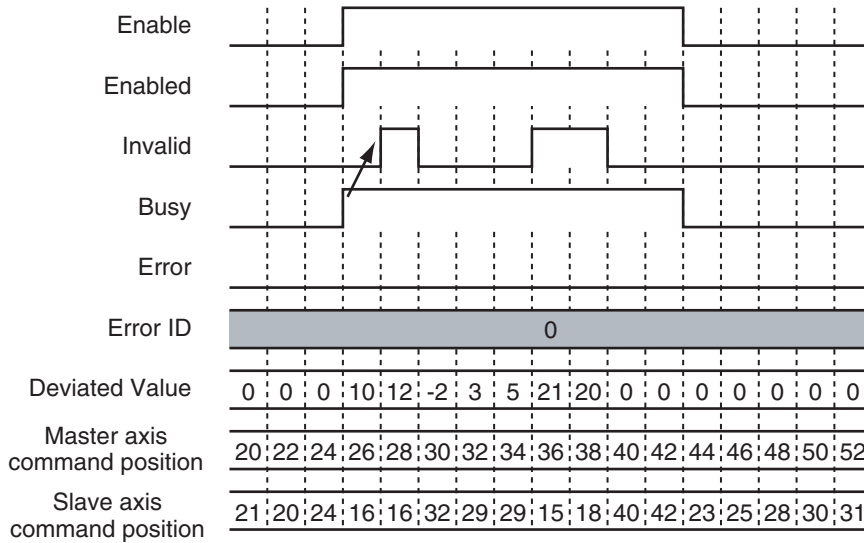 Enable
Enabled
Invalid
Busy
Error
Error ID
0
Deviated Value
0 0 0 10 12 -2 3 5 21 20 0 0 0 0 0 0 0
Master axis
command position
20 22 24 26 28 30 32 34 36 38 40 42 44 46 48 50 52
Slave axis
command position
21 20 24 16 16 32 29 29 15 18 40 42 23 25 28 30 31